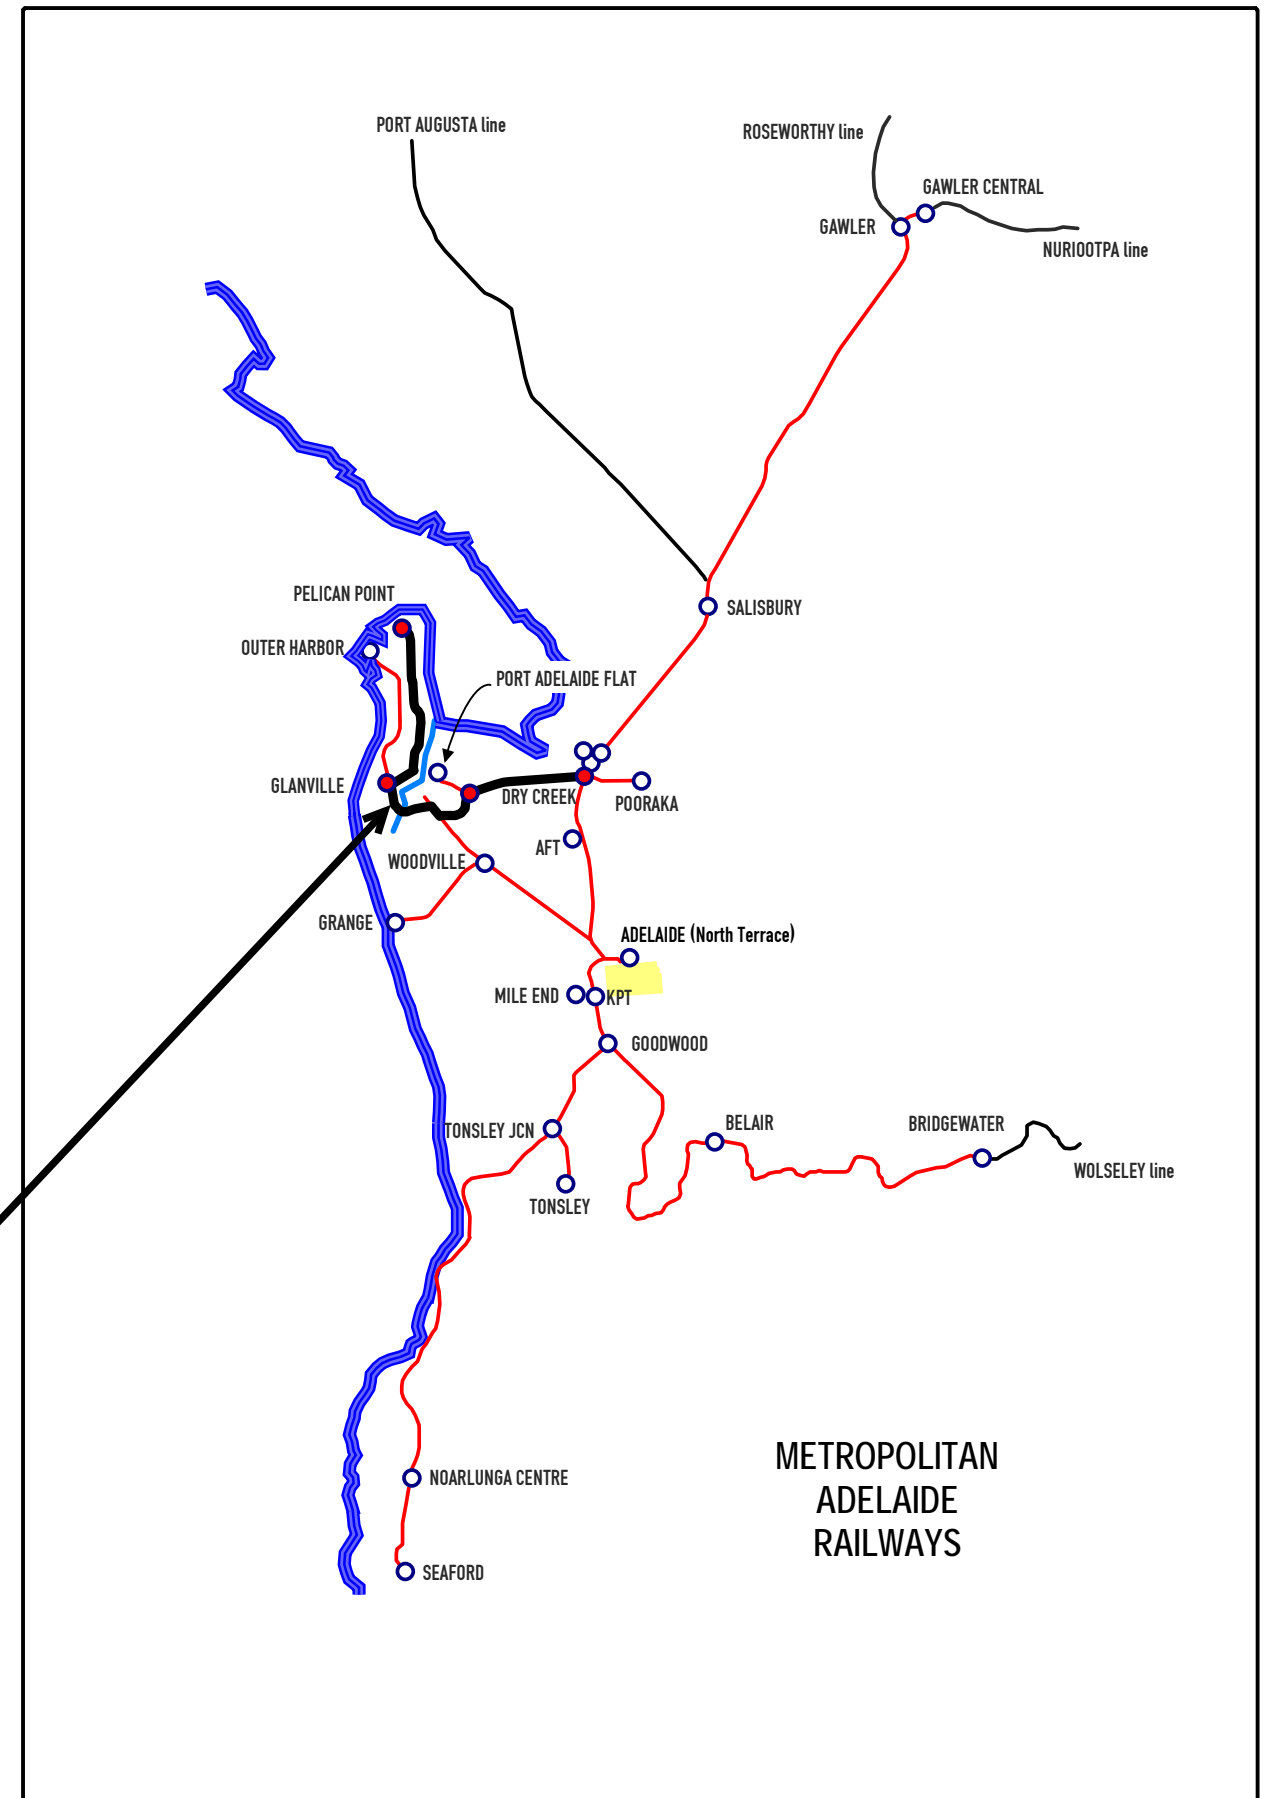 PORT AUGUSTA line
ROSEWORTHY line
GAWLER CENTRAL
GAWLER
NURIOOTPA line
PELICAN POINT
SALISBURY
OUTER HARBOR
PORT ADELAIDE FLAT
GLANVILLE
DRY CREEK
POORAKA
AFT
WOODVILLE
GRANGE
ADELAIDE (North Terrace)
MILE END
KPT
GOODWOOD
TONSLEY JCN
BELAIR
BRIDGEWATER
WOLSELEY line
TONSLEY
METROPOLITAN
ADELAIDE
RAILWAYS
NOARLUNGA CENTRE
SEAFORD